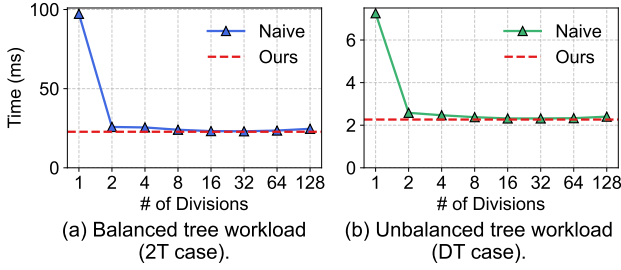 Time (ms)
100
50
0
Naive
Ours
1 2 4 8 16 32 64 128
# of Divisions
(a) Balanced tree workload
(2T case).
6
4
2
0
Naive
Ours
1 2 4 8 16 32 64 128
# of Divisions
(b) Unbalanced tree workload
(DT case).